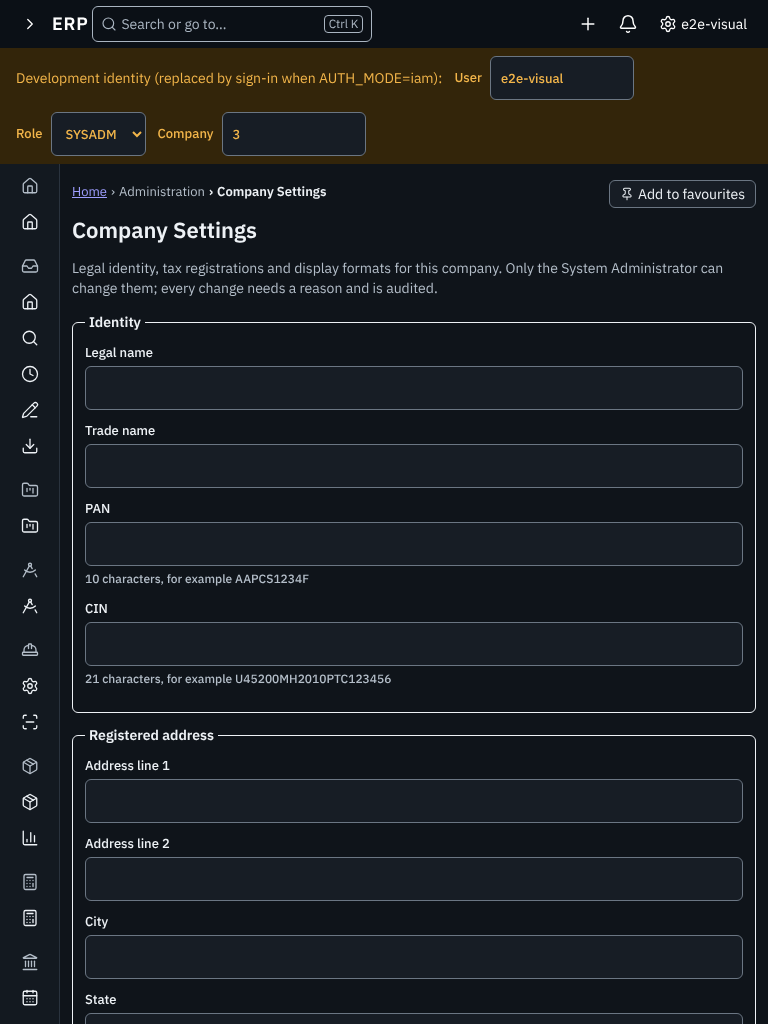 ERP
Search or go to...
Ctrl K
e2e-visual
Development identity (replaced by sign-in when AUTH_MODE=iam):
User
e2e-visual
Role
SYSADM
Company
3
Home › Administration › Company Settings
Add to favourites
Company Settings
Legal identity, tax registrations and display formats for this company. Only the System Administrator can
change them; every change needs a reason and is audited.
Identity
Legal name
Trade name
PAN
10 characters, for example AAPCS1234F
CIN
21 characters, for example U45200MH2010PTC123456
Registered address
Address line 1
Address line 2
City
State